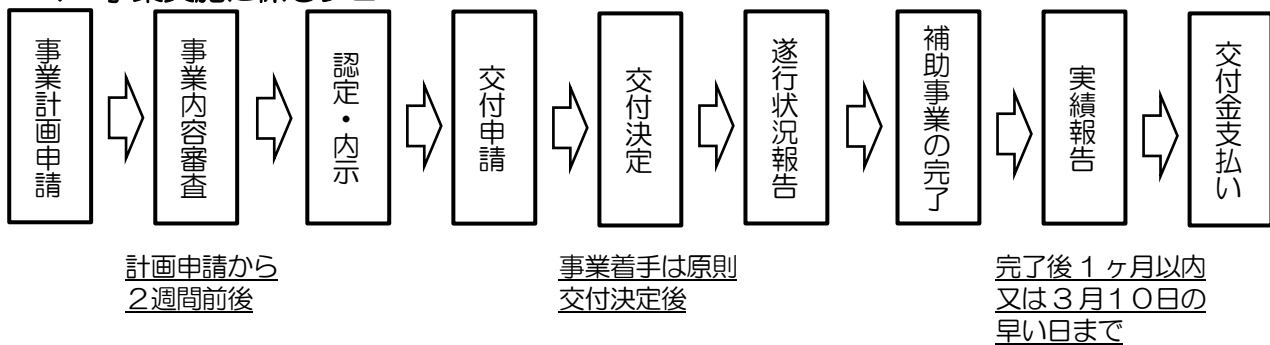 事業計画申請
事業内容審査
認定・内示
交付申請
交付決定
遂行状況報告
補助事業の完了
実績報告
交付金支払い
計画申請から
２週間前後
事業着手は原則
交付決定後
完了後１ヶ月以内
又は３月１０日の
早い日まで